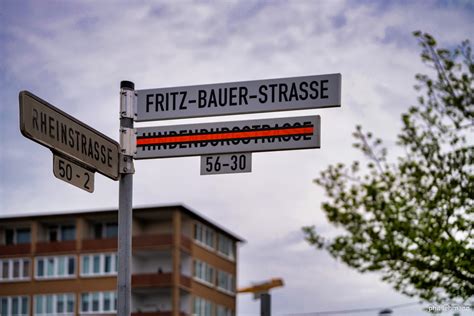 FRITZ-BAUER-STRASSE
HINDENBURGSTRASSE
56-30
RHEINSTRASSE
50-2